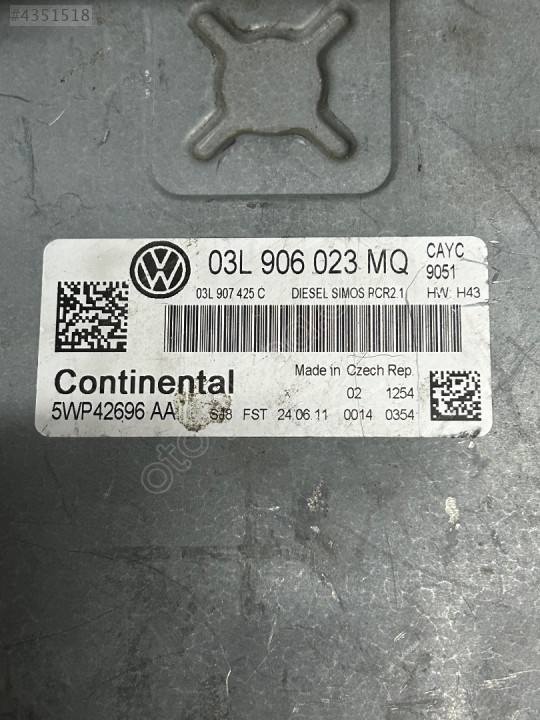 #4351518
03L 906 023 MQ
CAYC
9051
03L 907 425 C DIESEL SIMOS PCR2.1 HW: H43
Continental
Made in Czech Rep.
02 1254
5WP42696 AA SJ8 FST 24.06.11 0014 0354